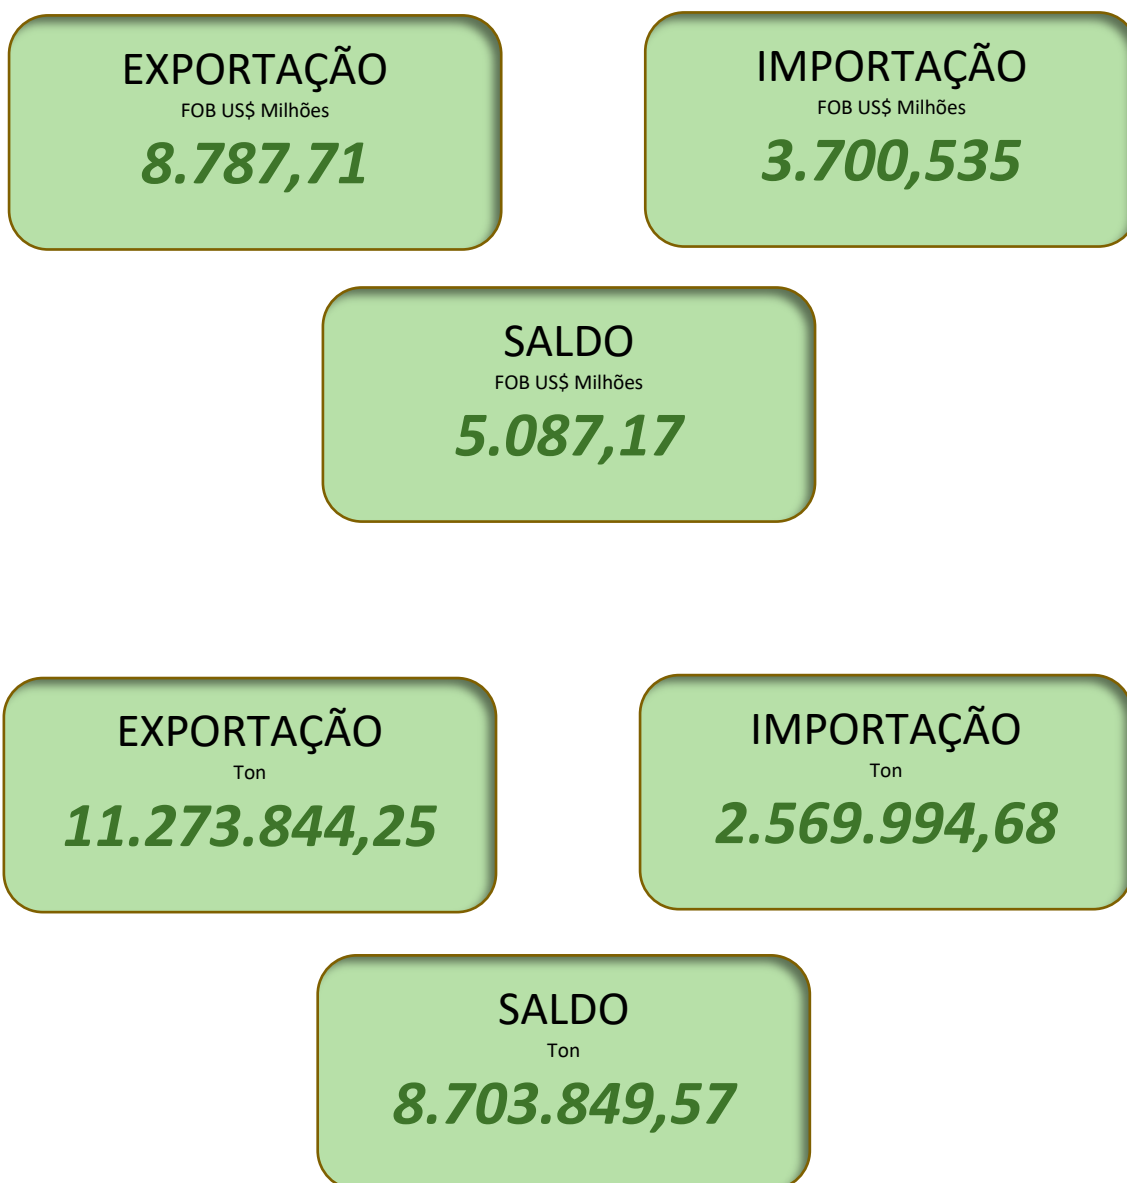 EXPORTAÇÃO
FOB US$ Milhões
8.787,71
IMPORTAÇÃO
FOB US$ Milhões
3.700,535
SALDO
FOB US$ Milhões
5.087,17
EXPORTAÇÃO
Ton
11.273.844,25
IMPORTAÇÃO
Ton
2.569.994,68
SALDO
Ton
8.703.849,57